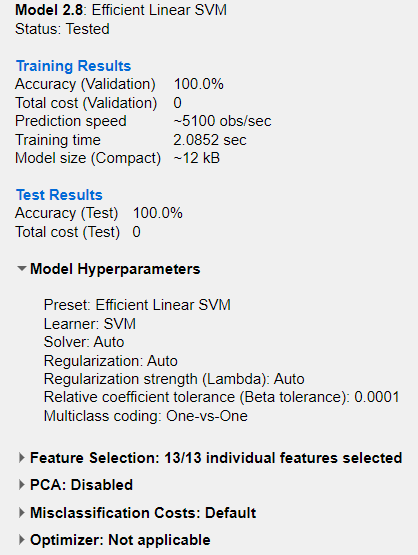 Model 2.8: Efficient Linear SVM
Status: Tested
Training Results
Accuracy (Validation) 100.0%
Total cost (Validation) 0
Prediction speed ~5100 obs/sec
Training time 2.0852 sec
Model size (Compact) ~12 kB
Test Results
Accuracy (Test) 100.0%
Total cost (Test) 0
Model Hyperparameters
Preset: Efficient Linear SVM
Learner: SVM
Solver: Auto
Regularization: Auto
Regularization strength (Lambda): Auto
Relative coefficient tolerance (Beta tolerance): 0.0001
Multiclass coding: One-vs-One
Feature Selection: 13/13 individual features selected
PCA: Disabled
Misclassification Costs: Default
Optimizer: Not applicable